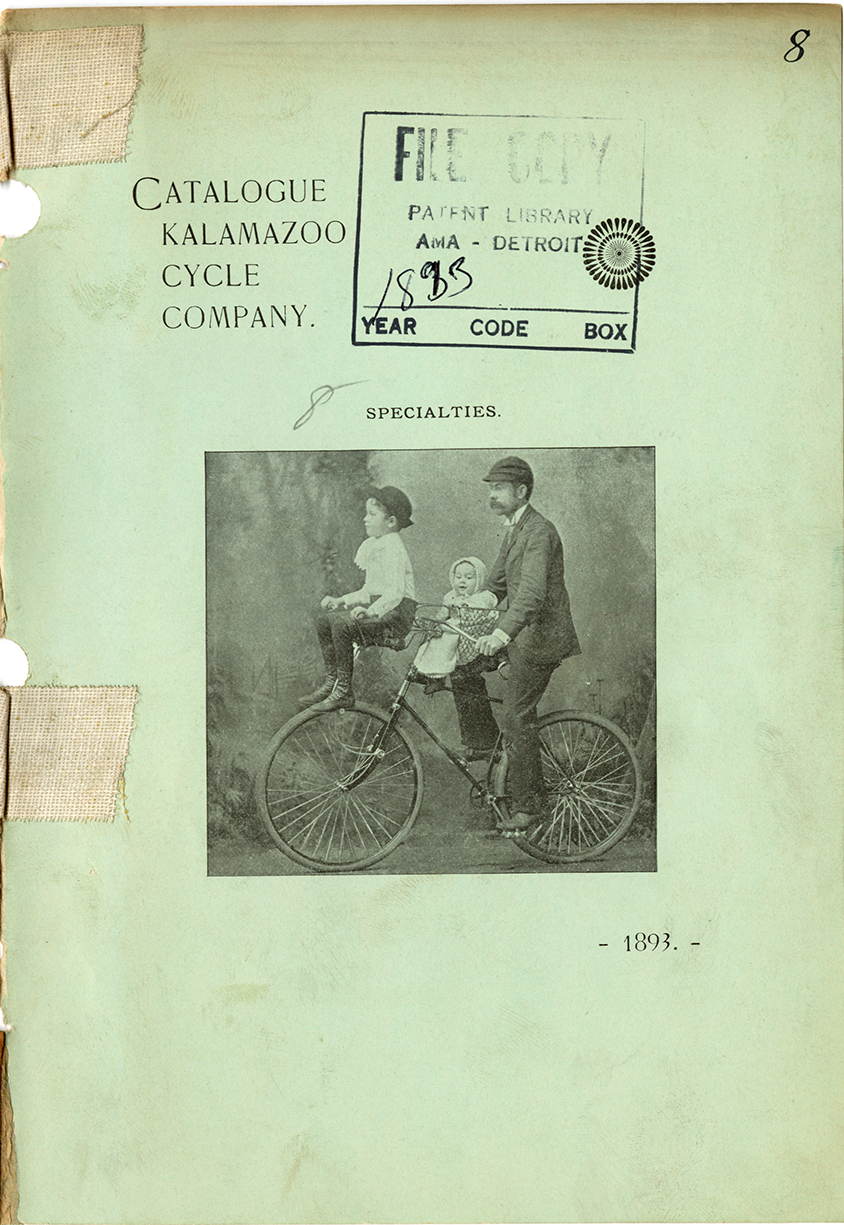 8
CATALOGUE
KALAMAZOO
CYCLE
COMPANY.
FILE COPY
PATENT LIBRARY
AMA - DETROIT
1893
YEAR CODE BOX
8
SPECIALTIES.
- 1893. -